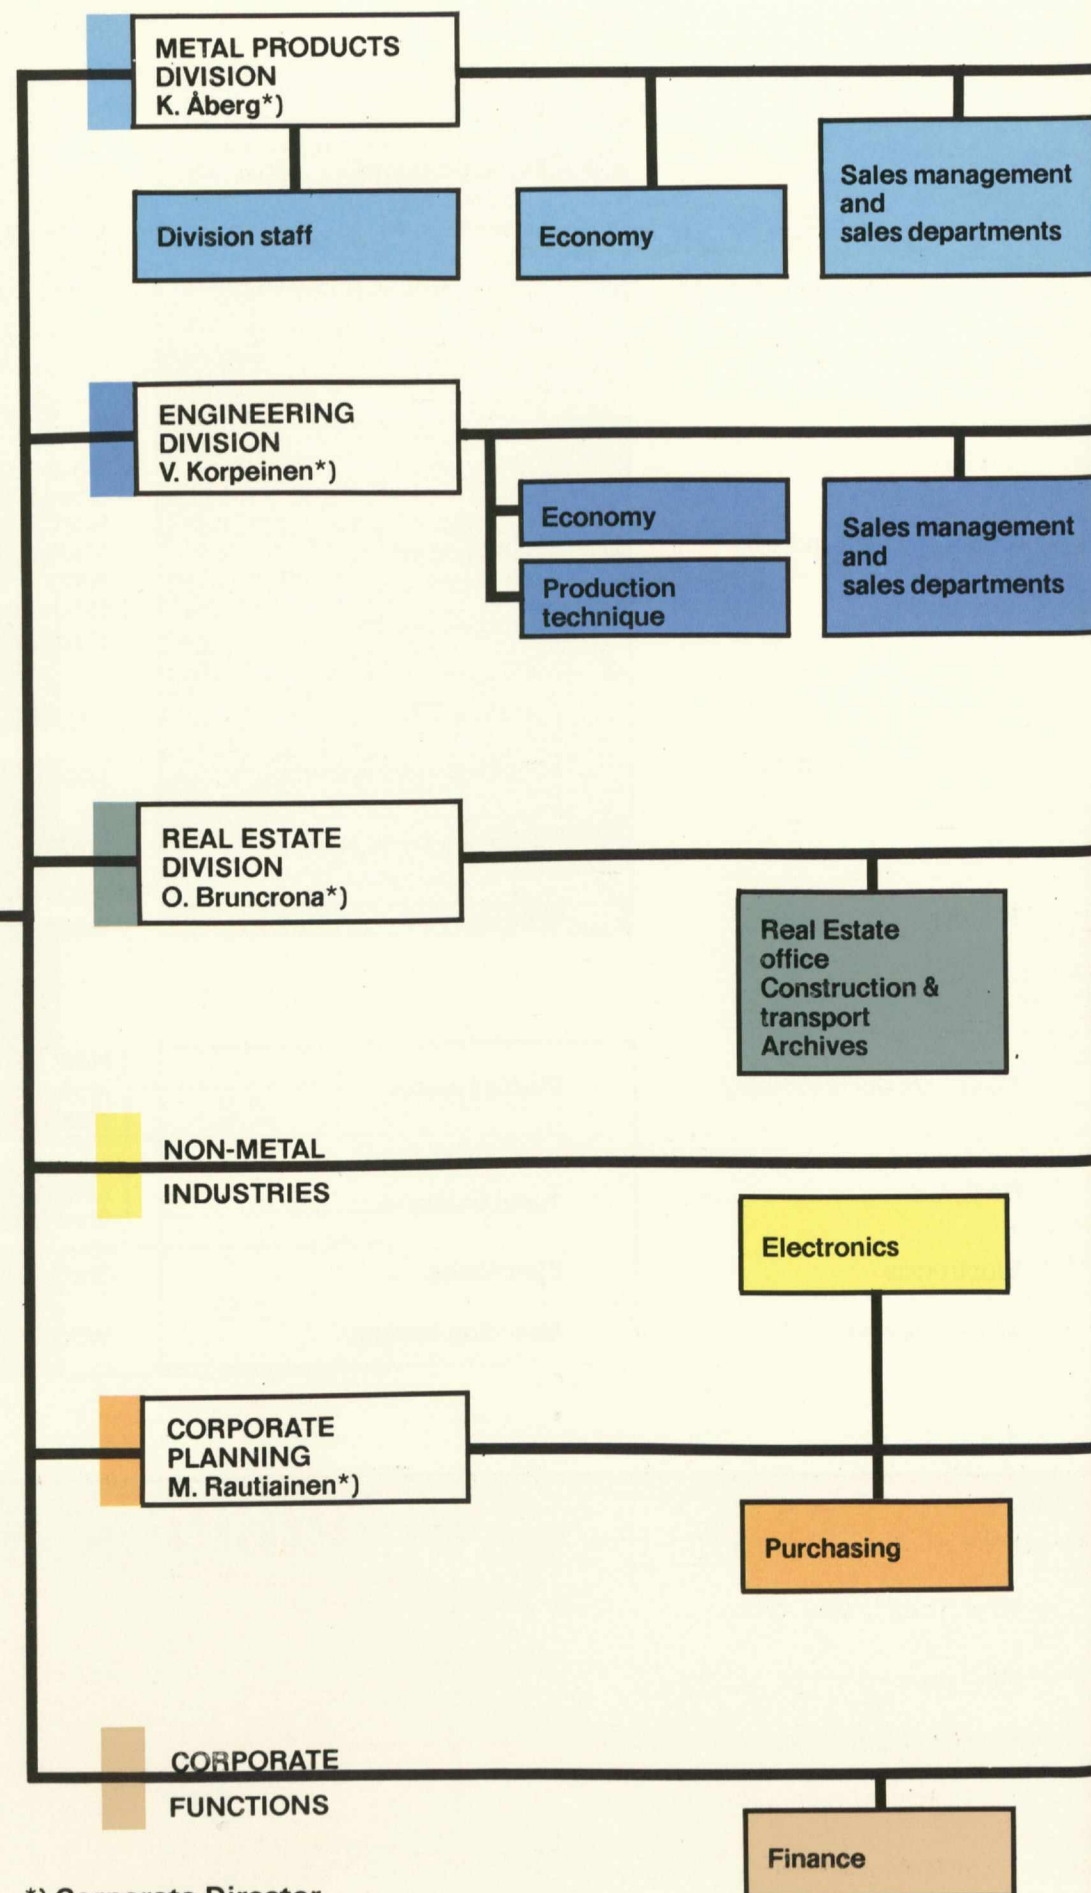 METAL PRODUCTS
DIVISION
K. Åberg*)
Division staff
Economy
Sales management
and
sales departments
ENGINEERING
DIVISION
V. Korpeinen*)
Economy
Production
technique
Sales management
and
sales departments
REAL ESTATE
DIVISION
O. Bruncrona*)
Real Estate
office
Construction &
transport
Archives
NON-METAL
INDUSTRIES
Electronics
CORPORATE
PLANNING
M. Rautiainen*)
Purchasing
CORPORATE
FUNCTIONS
Finance
*) Corporate Director